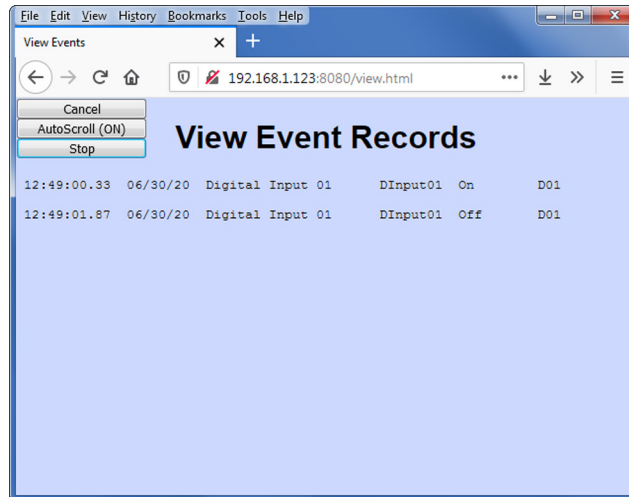 File Edit View History Bookmarks Tools Help
View Events
192.168.1.123:8080/view.html
Cancel
AutoScroll (ON)
Stop
View Event Records
12:49:00.33 06/30/20 Digital Input 01 DInput01 On D01
12:49:01.87 06/30/20 Digital Input 01 DInput01 Off D01